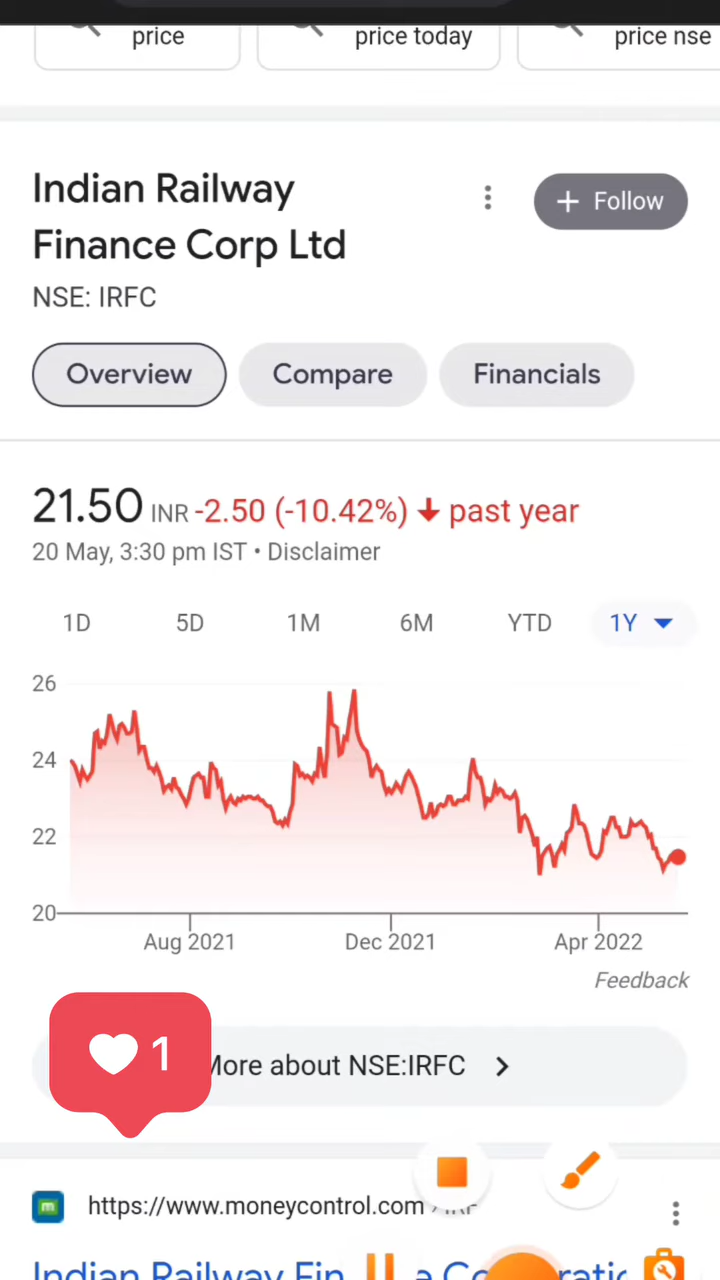 price
price today
price nse
Indian Railway
Finance Corp Ltd
+ Follow
NSE: IRFC
Overview
Compare
Financials
21.50 INR -2.50 (-10.42%) ↓ past year
20 May, 3:30 pm IST • Disclaimer
1D 5D 1M 6M YTD 1Y
26
24
22
20
Aug 2021 Dec 2021 Apr 2022
Feedback
1
More about NSE:IRFC
m https://www.moneycontrol.com
Indian Railway Fin